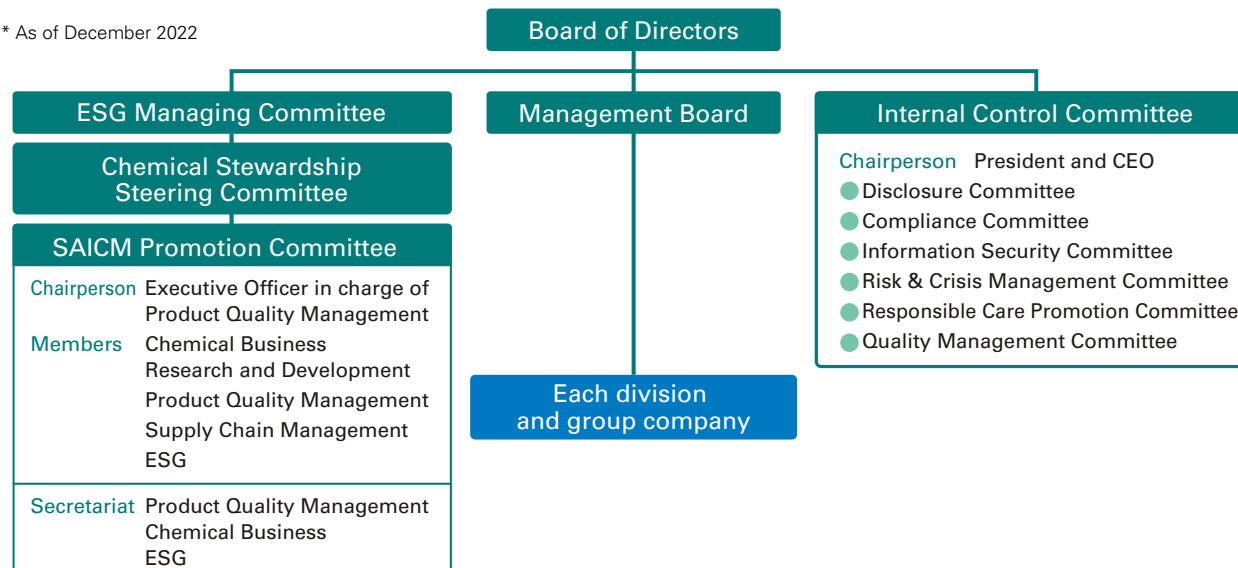 * As of December 2022
Board of Directors
ESG Managing Committee
Chemical Stewardship
Steering Committee
SAICM Promotion Committee
Chairperson Executive Officer in charge of
Product Quality Management
Members Chemical Business
Research and Development
Product Quality Management
Supply Chain Management
ESG
Secretariat Product Quality Management
Chemical Business
ESG
Management Board
Each division
and group company
Internal Control Committee
Chairperson President and CEO
Disclosure Committee
Compliance Committee
Information Security Committee
Risk & Crisis Management Committee
Responsible Care Promotion Committee
Quality Management Committee